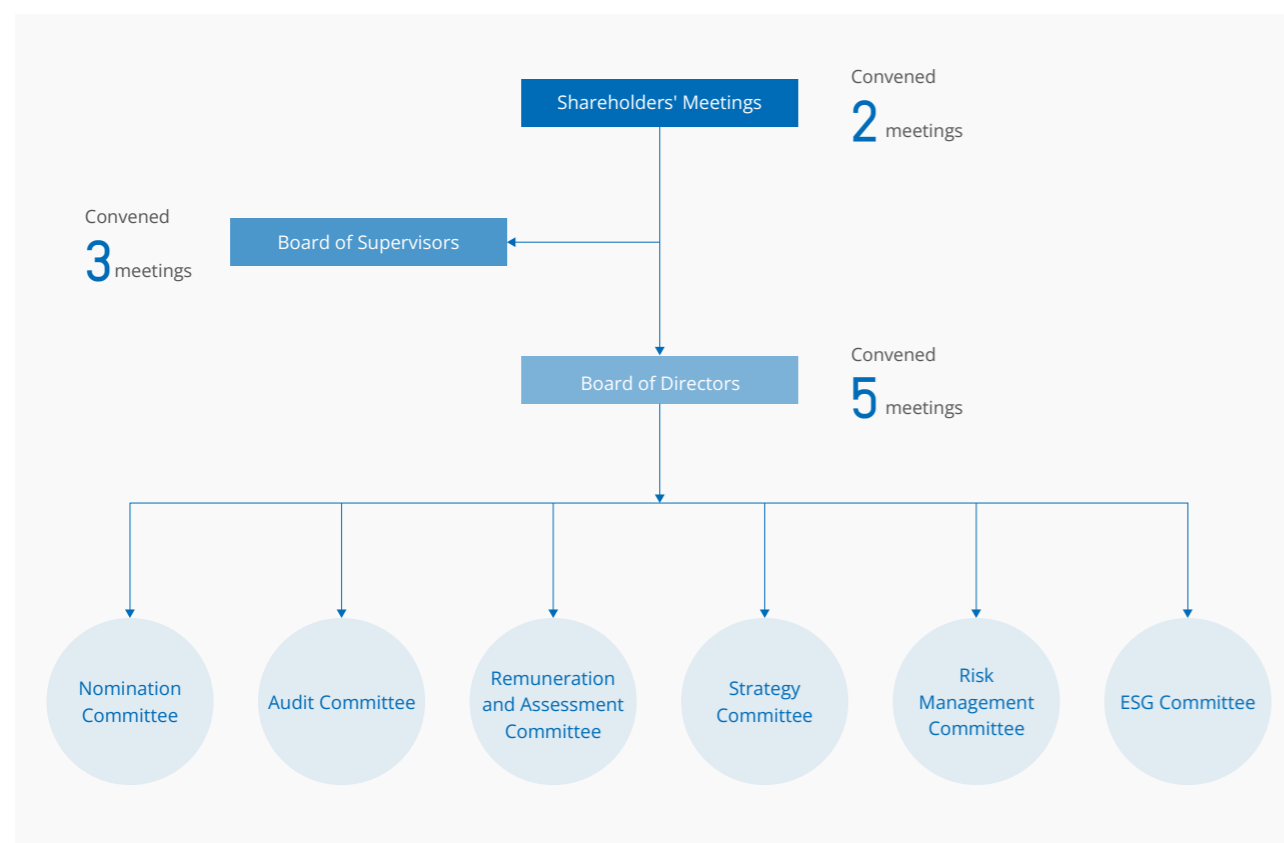 Shareholders' Meetings
Convened
2 meetings
Convened
3 meetings
Board of Supervisors
Board of Directors
Convened
5 meetings
Nomination
Committee
Audit Committee
Remuneration
and Assessment
Committee
Strategy
Committee
Risk
Management
Committee
ESG Committee